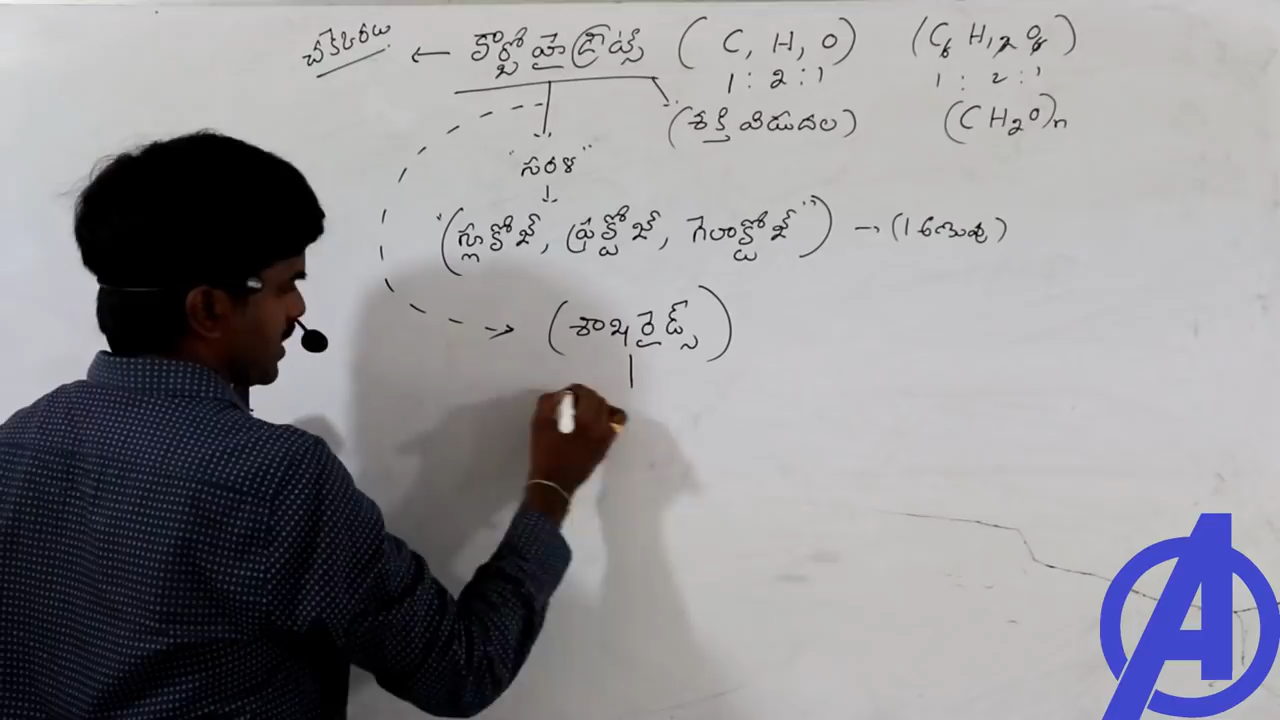 చక్కెరలు ← కార్బోహైడ్రేట్స్ (C, H, O) (C6 H12 O6)
1 : 2 : 1 1 : 2 : 1
(శక్తి విడుదల) (CH2O)n
"సరళ"
"(గ్లూకోజ్, ఫ్రక్టోజ్, గెలాక్టోజ్") → (1 అణువు)
(శాఖరైడ్స్)